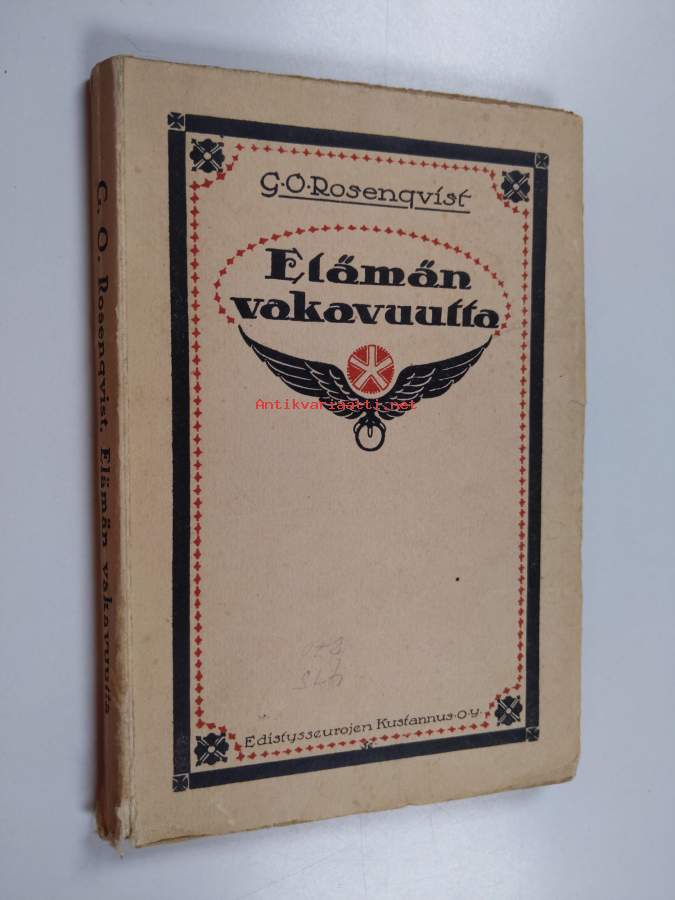 G. O. Rosenqvist. Elämän vakavuutta
G·O·Rosenqvist
Elämän
vakavuutta
Antikvariaatti.net
Edistysseurojen Kustannus·O·Y·